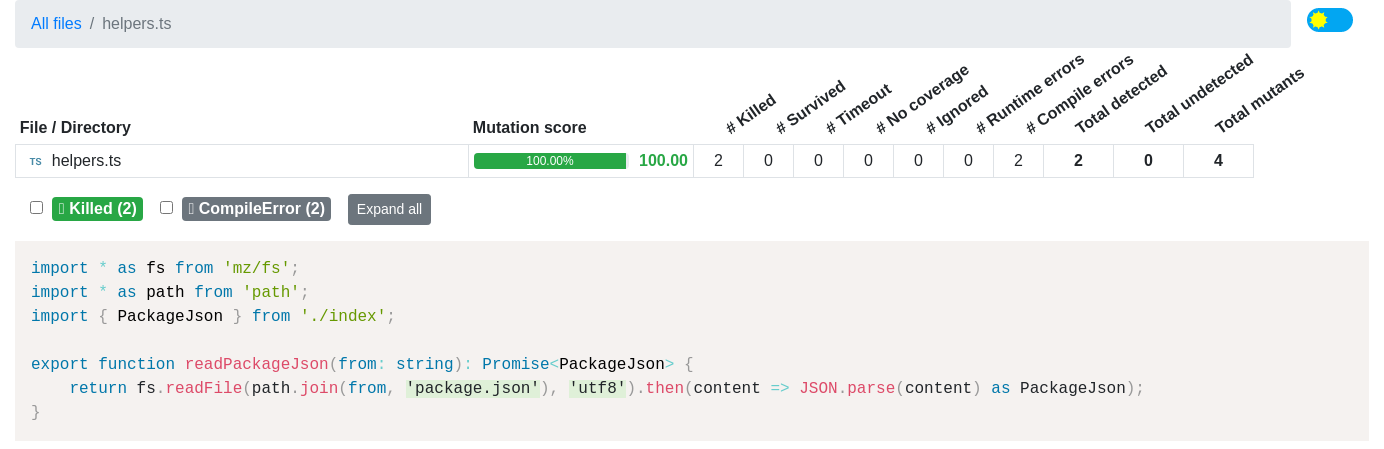 All files / helpers.ts
File / Directory Mutation score # Killed # Survived # Timeout # No coverage # Ignored # Runtime errors # Compile errors Total detected Total undetected Total mutants
TS helpers.ts 100.00% 100.00 2 0 0 0 0 0 2 2 0 4
Killed (2) CompileError (2) Expand all
import * as fs from 'mz/fs';
import * as path from 'path';
import { PackageJson } from './index';
export function readPackageJson(from: string): Promise<PackageJson> {
    return fs.readFile(path.join(from, 'package.json'), 'utf8').then(content => JSON.parse(content) as PackageJson);
}